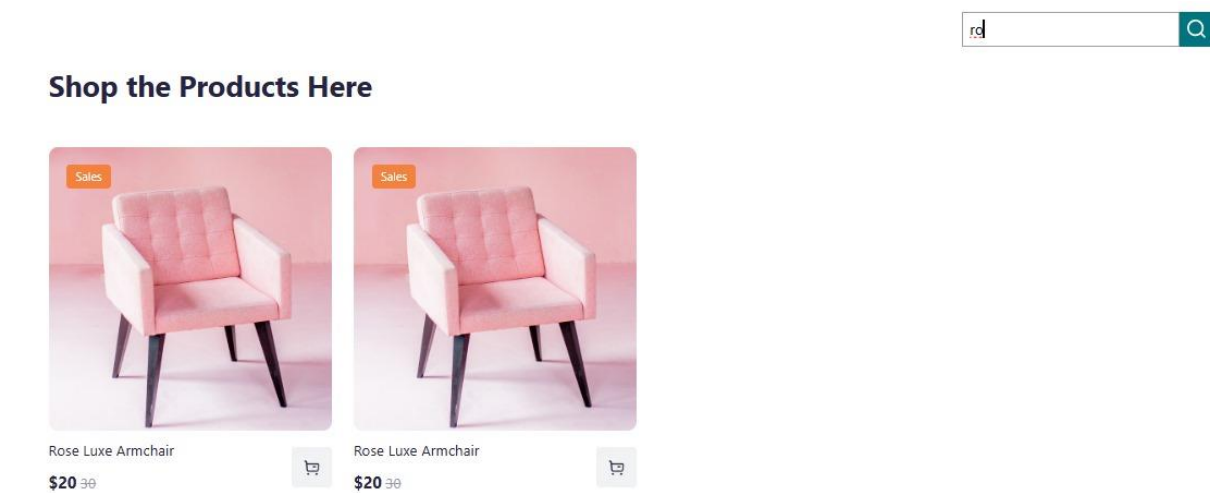 ro
Shop the Products Here
Sales
Sales
Rose Luxe Armchair
Rose Luxe Armchair
$20 30
$20 30